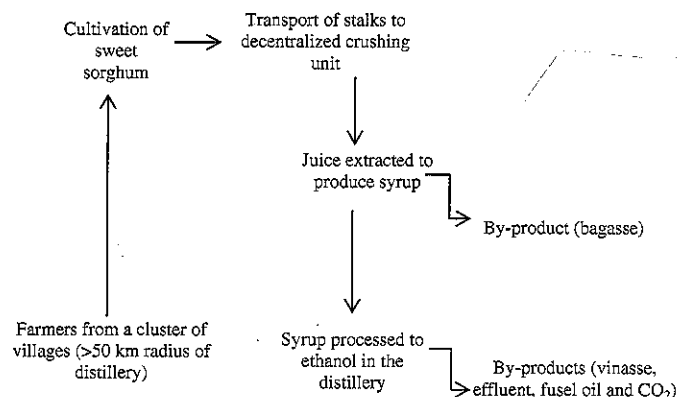 Cultivation of
sweet
sorghum
Transport of stalks to
decentralized crushing
unit
Juice extracted to
produce syrup
By-product (bagasse)
Farmers from a cluster of
villages (>50 km radius of
distillery)
Syrup processed to
ethanol in the
distillery
By-products (vinasse,
effluent, fusel oil and CO₂)